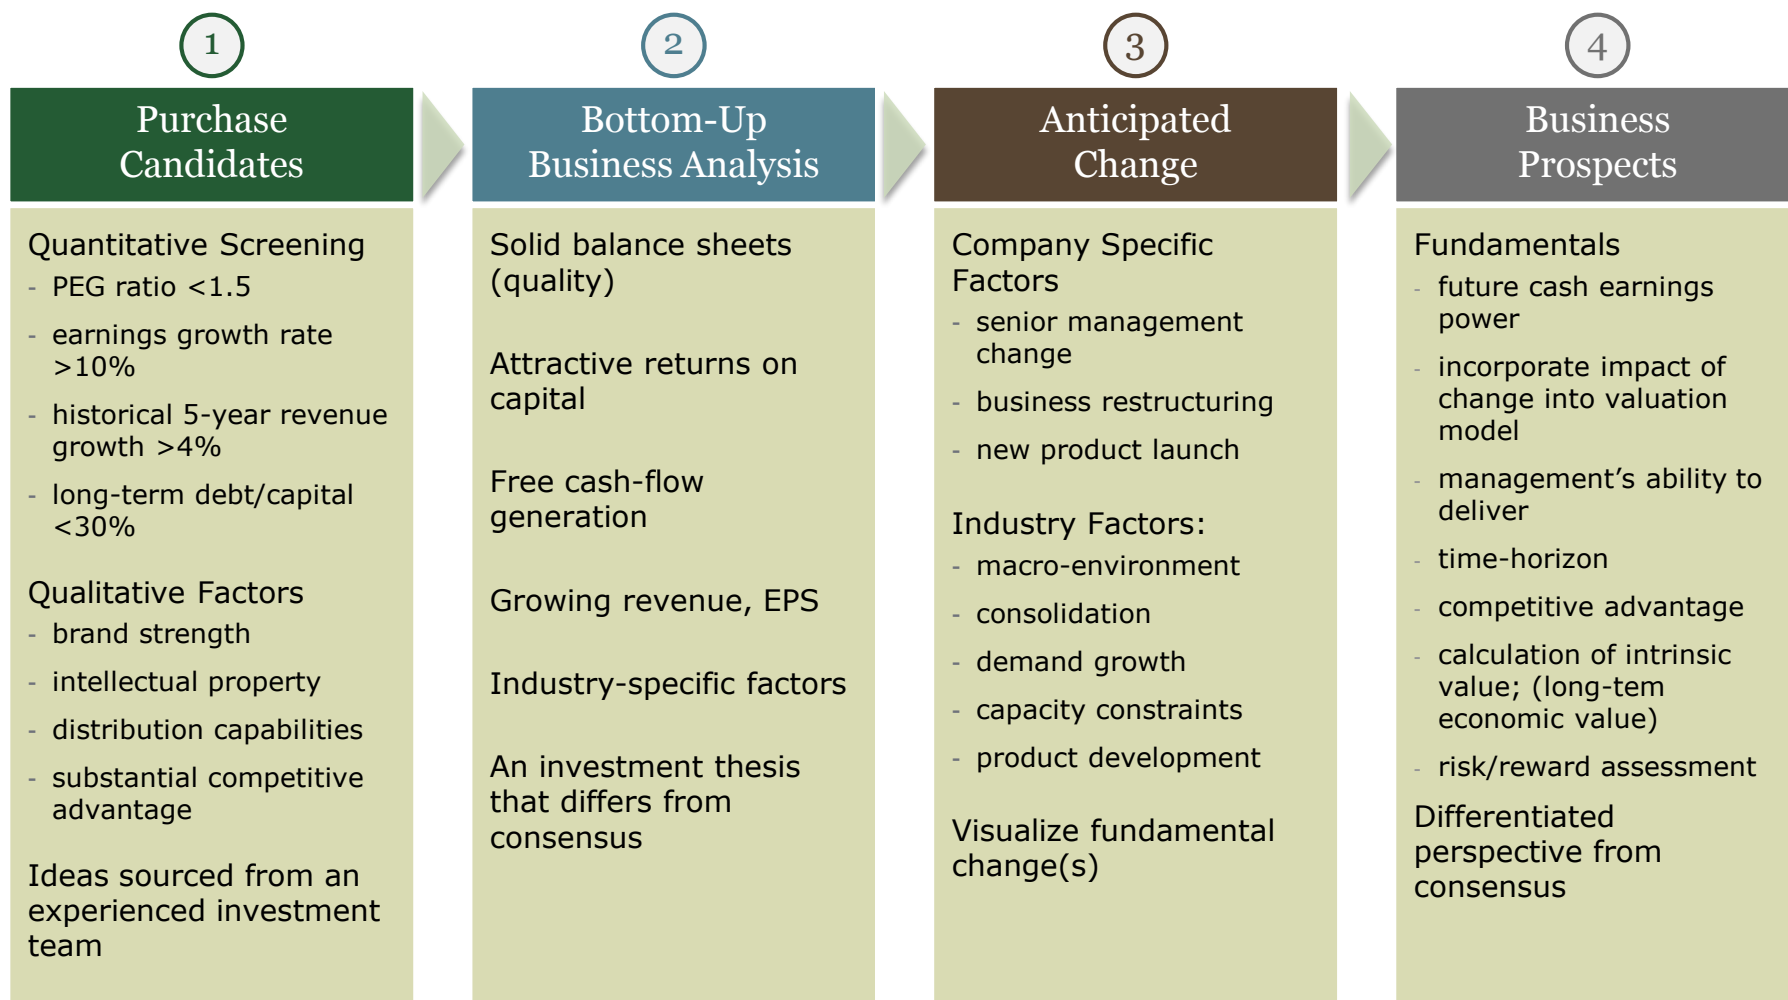 1
Purchase
Candidates
Quantitative Screening
- PEG ratio <1.5
- earnings growth rate
>10%
- historical 5-year revenue
growth >4%
- long-term debt/capital
<30%
Qualitative Factors
- brand strength
- intellectual property
- distribution capabilities
- substantial competitive
advantage
Ideas sourced from an
experienced investment
team
2
Bottom-Up
Business Analysis
Solid balance sheets
(quality)
Attractive returns on
capital
Free cash-flow
generation
Growing revenue, EPS
Industry-specific factors
An investment thesis
that differs from
consensus
3
Anticipated
Change
Company Specific
Factors
- senior management
change
- business restructuring
- new product launch
Industry Factors:
- macro-environment
- consolidation
- demand growth
- capacity constraints
- product development
Visualize fundamental
change(s)
4
Business
Prospects
Fundamentals
- future cash earnings
power
- incorporate impact of
change into valuation
model
- management’s ability to
deliver
- time-horizon
- competitive advantage
- calculation of intrinsic
value; (long-tem
economic value)
- risk/reward assessment
Differentiated
perspective from
consensus